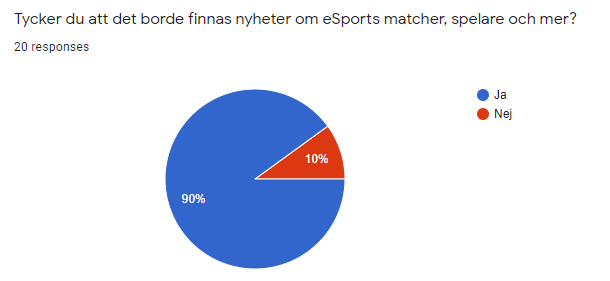 Tycker du att det borde finnas nyheter om eSports matcher, spelare och mer?
20 responses
Ja
Nej
10%
90%